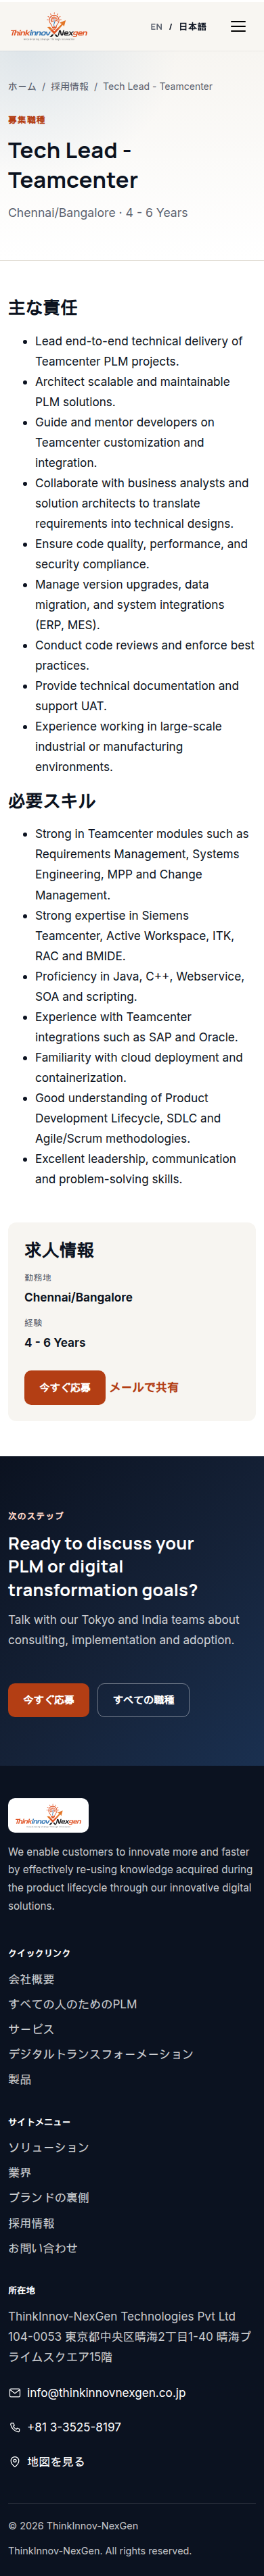 ThinkInnovXNexgen
EN / 日本語
ホーム / 採用情報 / Tech Lead - Teamcenter
募集職種
Tech Lead -
Teamcenter
Chennai/Bangalore · 4 - 6 Years
主な責任
• Lead end-to-end technical delivery of
Teamcenter PLM projects.
• Architect scalable and maintainable
PLM solutions.
• Guide and mentor developers on
Teamcenter customization and
integration.
• Collaborate with business analysts and
solution architects to translate
requirements into technical designs.
• Ensure code quality, performance, and
security compliance.
• Manage version upgrades, data
migration, and system integrations
(ERP, MES).
• Conduct code reviews and enforce best
practices.
• Provide technical documentation and
support UAT.
• Experience working in large-scale
industrial or manufacturing
environments.
必要スキル
• Strong in Teamcenter modules such as
Requirements Management, Systems
Engineering, MPP and Change
Management.
• Strong expertise in Siemens
Teamcenter, Active Workspace, ITK,
RAC and BMIDE.
• Proficiency in Java, C++, Webservice,
SOA and scripting.
• Experience with Teamcenter
integrations such as SAP and Oracle.
• Familiarity with cloud deployment and
containerization.
• Good understanding of Product
Development Lifecycle, SDLC and
Agile/Scrum methodologies.
• Excellent leadership, communication
and problem-solving skills.
求人情報
勤務地
Chennai/Bangalore
経験
4 - 6 Years
今すぐ応募 メールで共有
次のステップ
Ready to discuss your
PLM or digital
transformation goals?
Talk with our Tokyo and India teams about
consulting, implementation and adoption.
今すぐ応募 すべての職種
ThinkInnovXNexgen
We enable customers to innovate more and faster
by effectively re-using knowledge acquired during
the product lifecycle through our innovative digital
solutions.
クイックリンク
会社概要
すべての人のためのPLM
サービス
デジタルトランスフォーメーション
製品
サイトメニュー
ソリューション
業界
ブランドの裏側
採用情報
お問い合わせ
所在地
ThinkInnov-NexGen Technologies Pvt Ltd
104-0053 東京都中央区晴海2丁目1-40 晴海プ
ライムスクエア15階
info@thinkinnovnexgen.co.jp
+81 3-3525-8197
地図を見る
© 2026 ThinkInnov-NexGen
ThinkInnov-NexGen. All rights reserved.